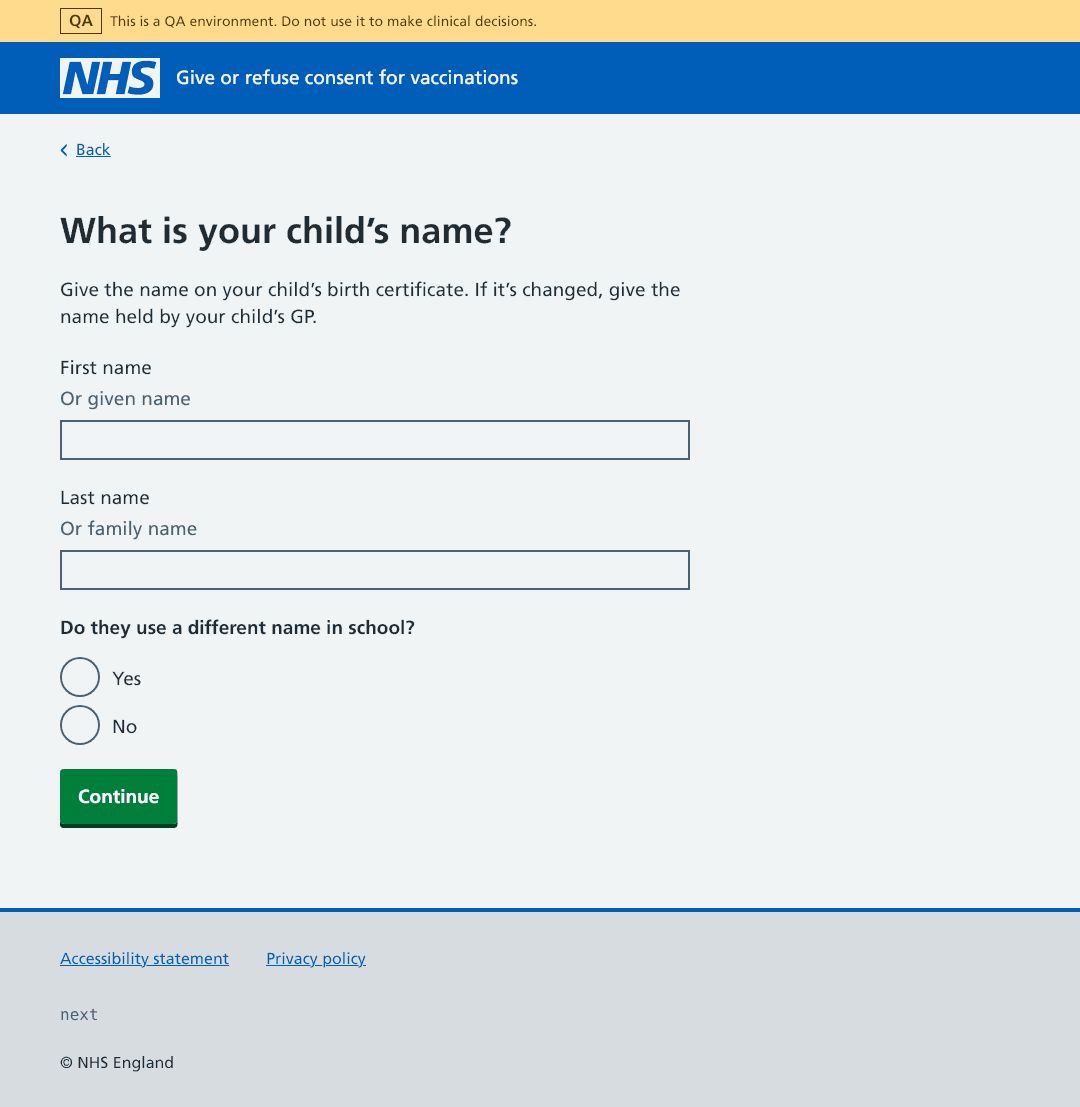 QA This is a QA environment. Do not use it to make clinical decisions.
NHS Give or refuse consent for vaccinations
Back
What is your child’s name?
Give the name on your child’s birth certificate. If it’s changed, give the
name held by your child’s GP.
First name
Or given name
Last name
Or family name
Do they use a different name in school?
Yes
No
Continue
Accessibility statement Privacy policy
next
© NHS England